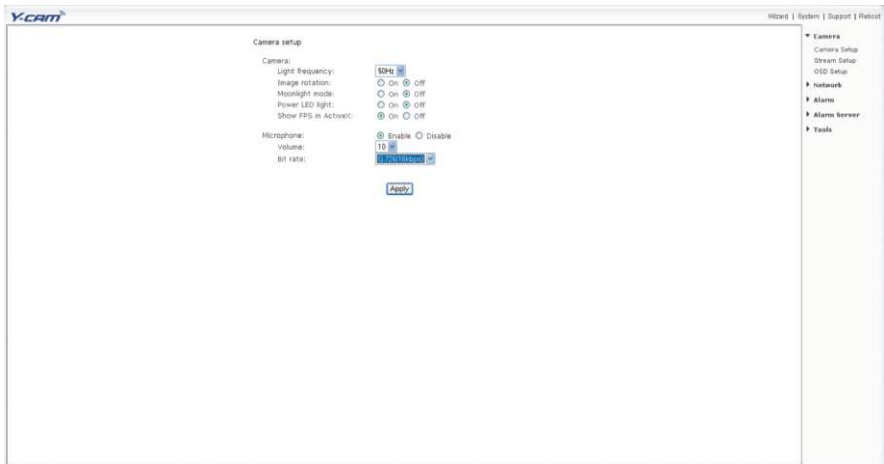 Y-cam
Wizard | System | Support | Reboot
Camera setup
Camera:
Light frequency: 50Hz
Image rotation: On Off
Moonlight mode: On Off
Power LED light: On Off
Show FPS in ActiveX: On Off
Microphone: Enable Disable
Volume: 10
Bit rate: G.726(16kbps)
Apply
Camera
Camera Setup
Stream Setup
OSD Setup
Network
Alarm
Alarm Server
Tools